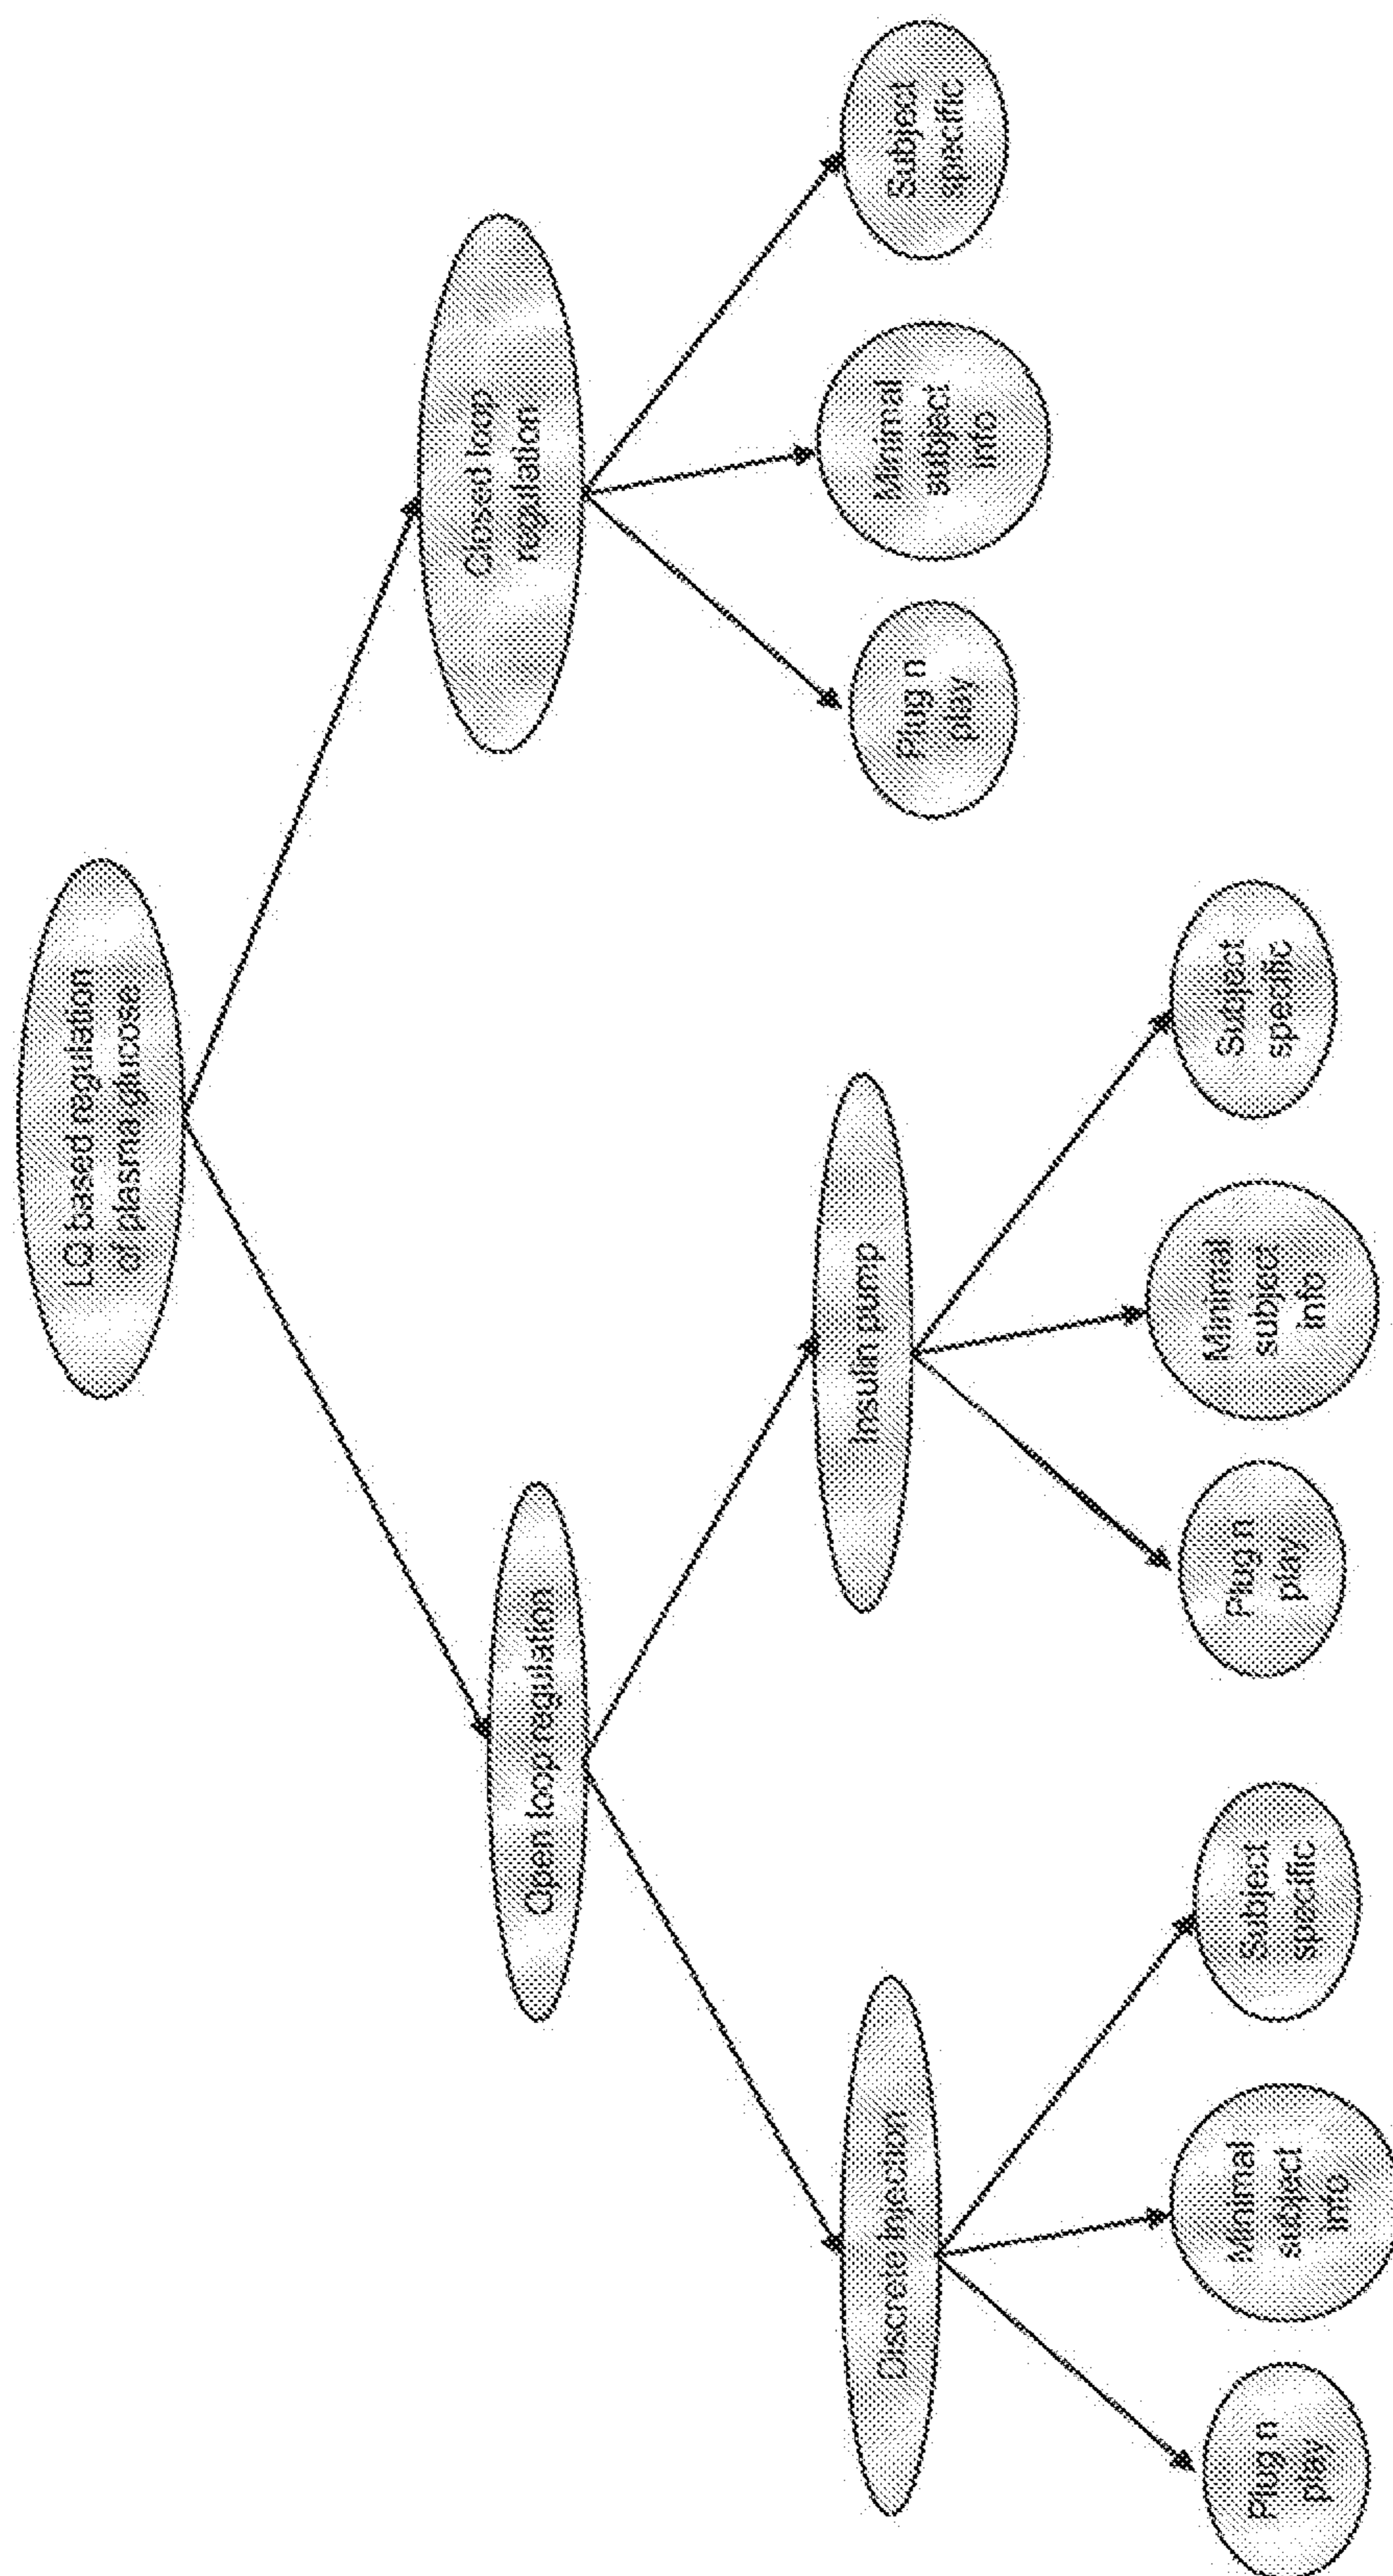 LQ based regulation
of plasma glucose
Open loop regulation
Closed loop
regulation
Discrete Injection
Insulin pump
Plug n
play
Minimal
subject
info
Subject
specific
Plug n
play
Minimal
subject
info
Subject
specific
Plug n
play
Minimal
subject
info
Subject
specific